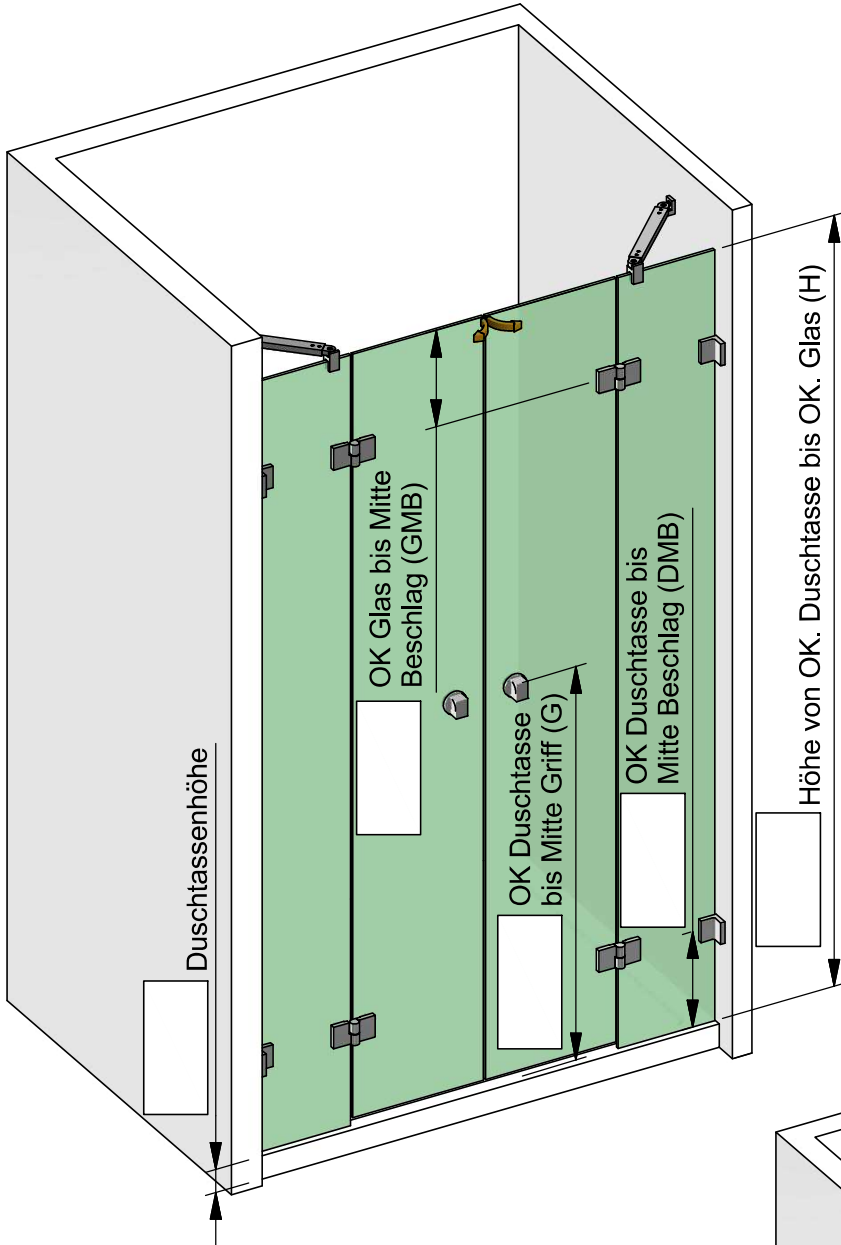 Duschtassenhöhe
OK Glas bis Mitte
Beschlag (GMB)
OK Duschtasse
bis Mitte Griff (G)
OK Duschtasse bis
Mitte Beschlag (DMB)
Höhe von OK. Duschtasse bis OK. Glas (H)